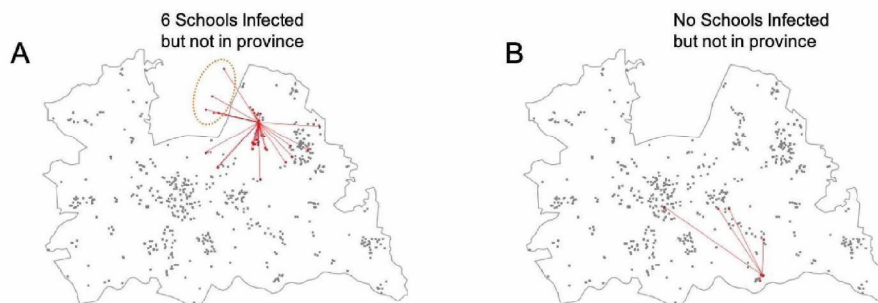 6 Schools Infected
but not in province
A
No Schools Infected
but not in province
B